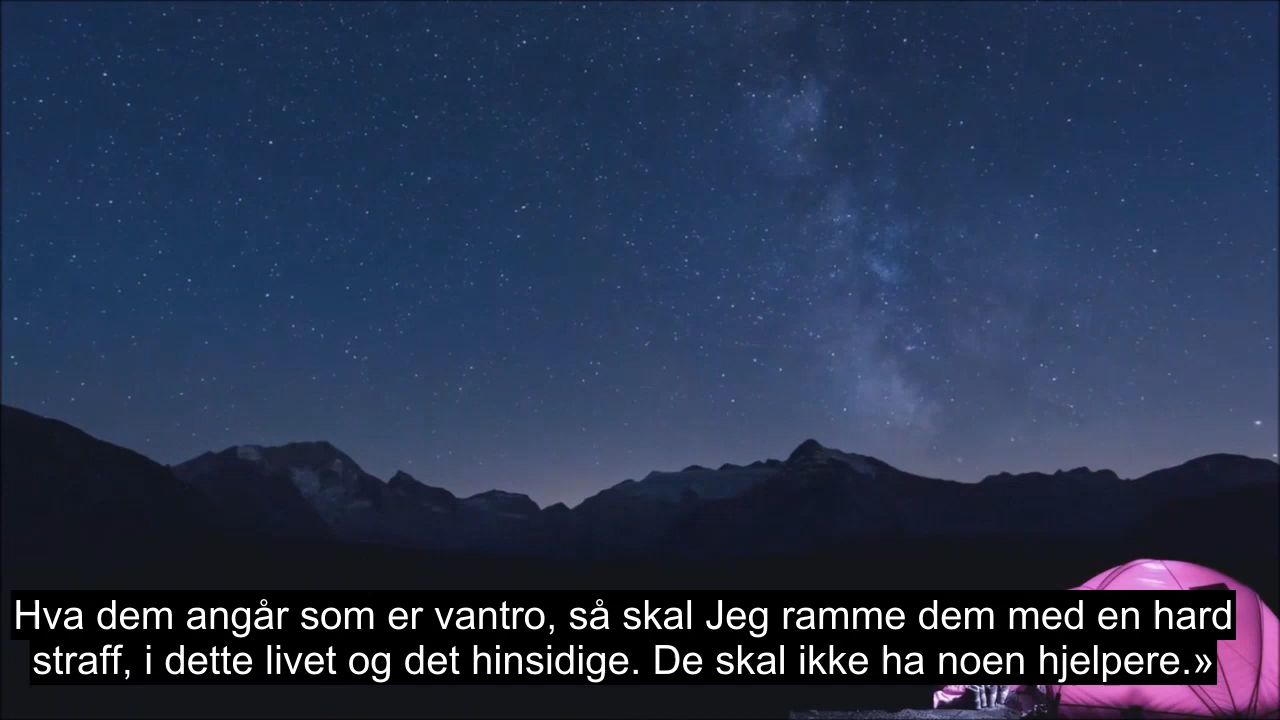 Hva dem angår som er vantro, så skal Jeg ramme dem med en hard
straff, i dette livet og det hinsidige. De skal ikke ha noen hjelpere.»